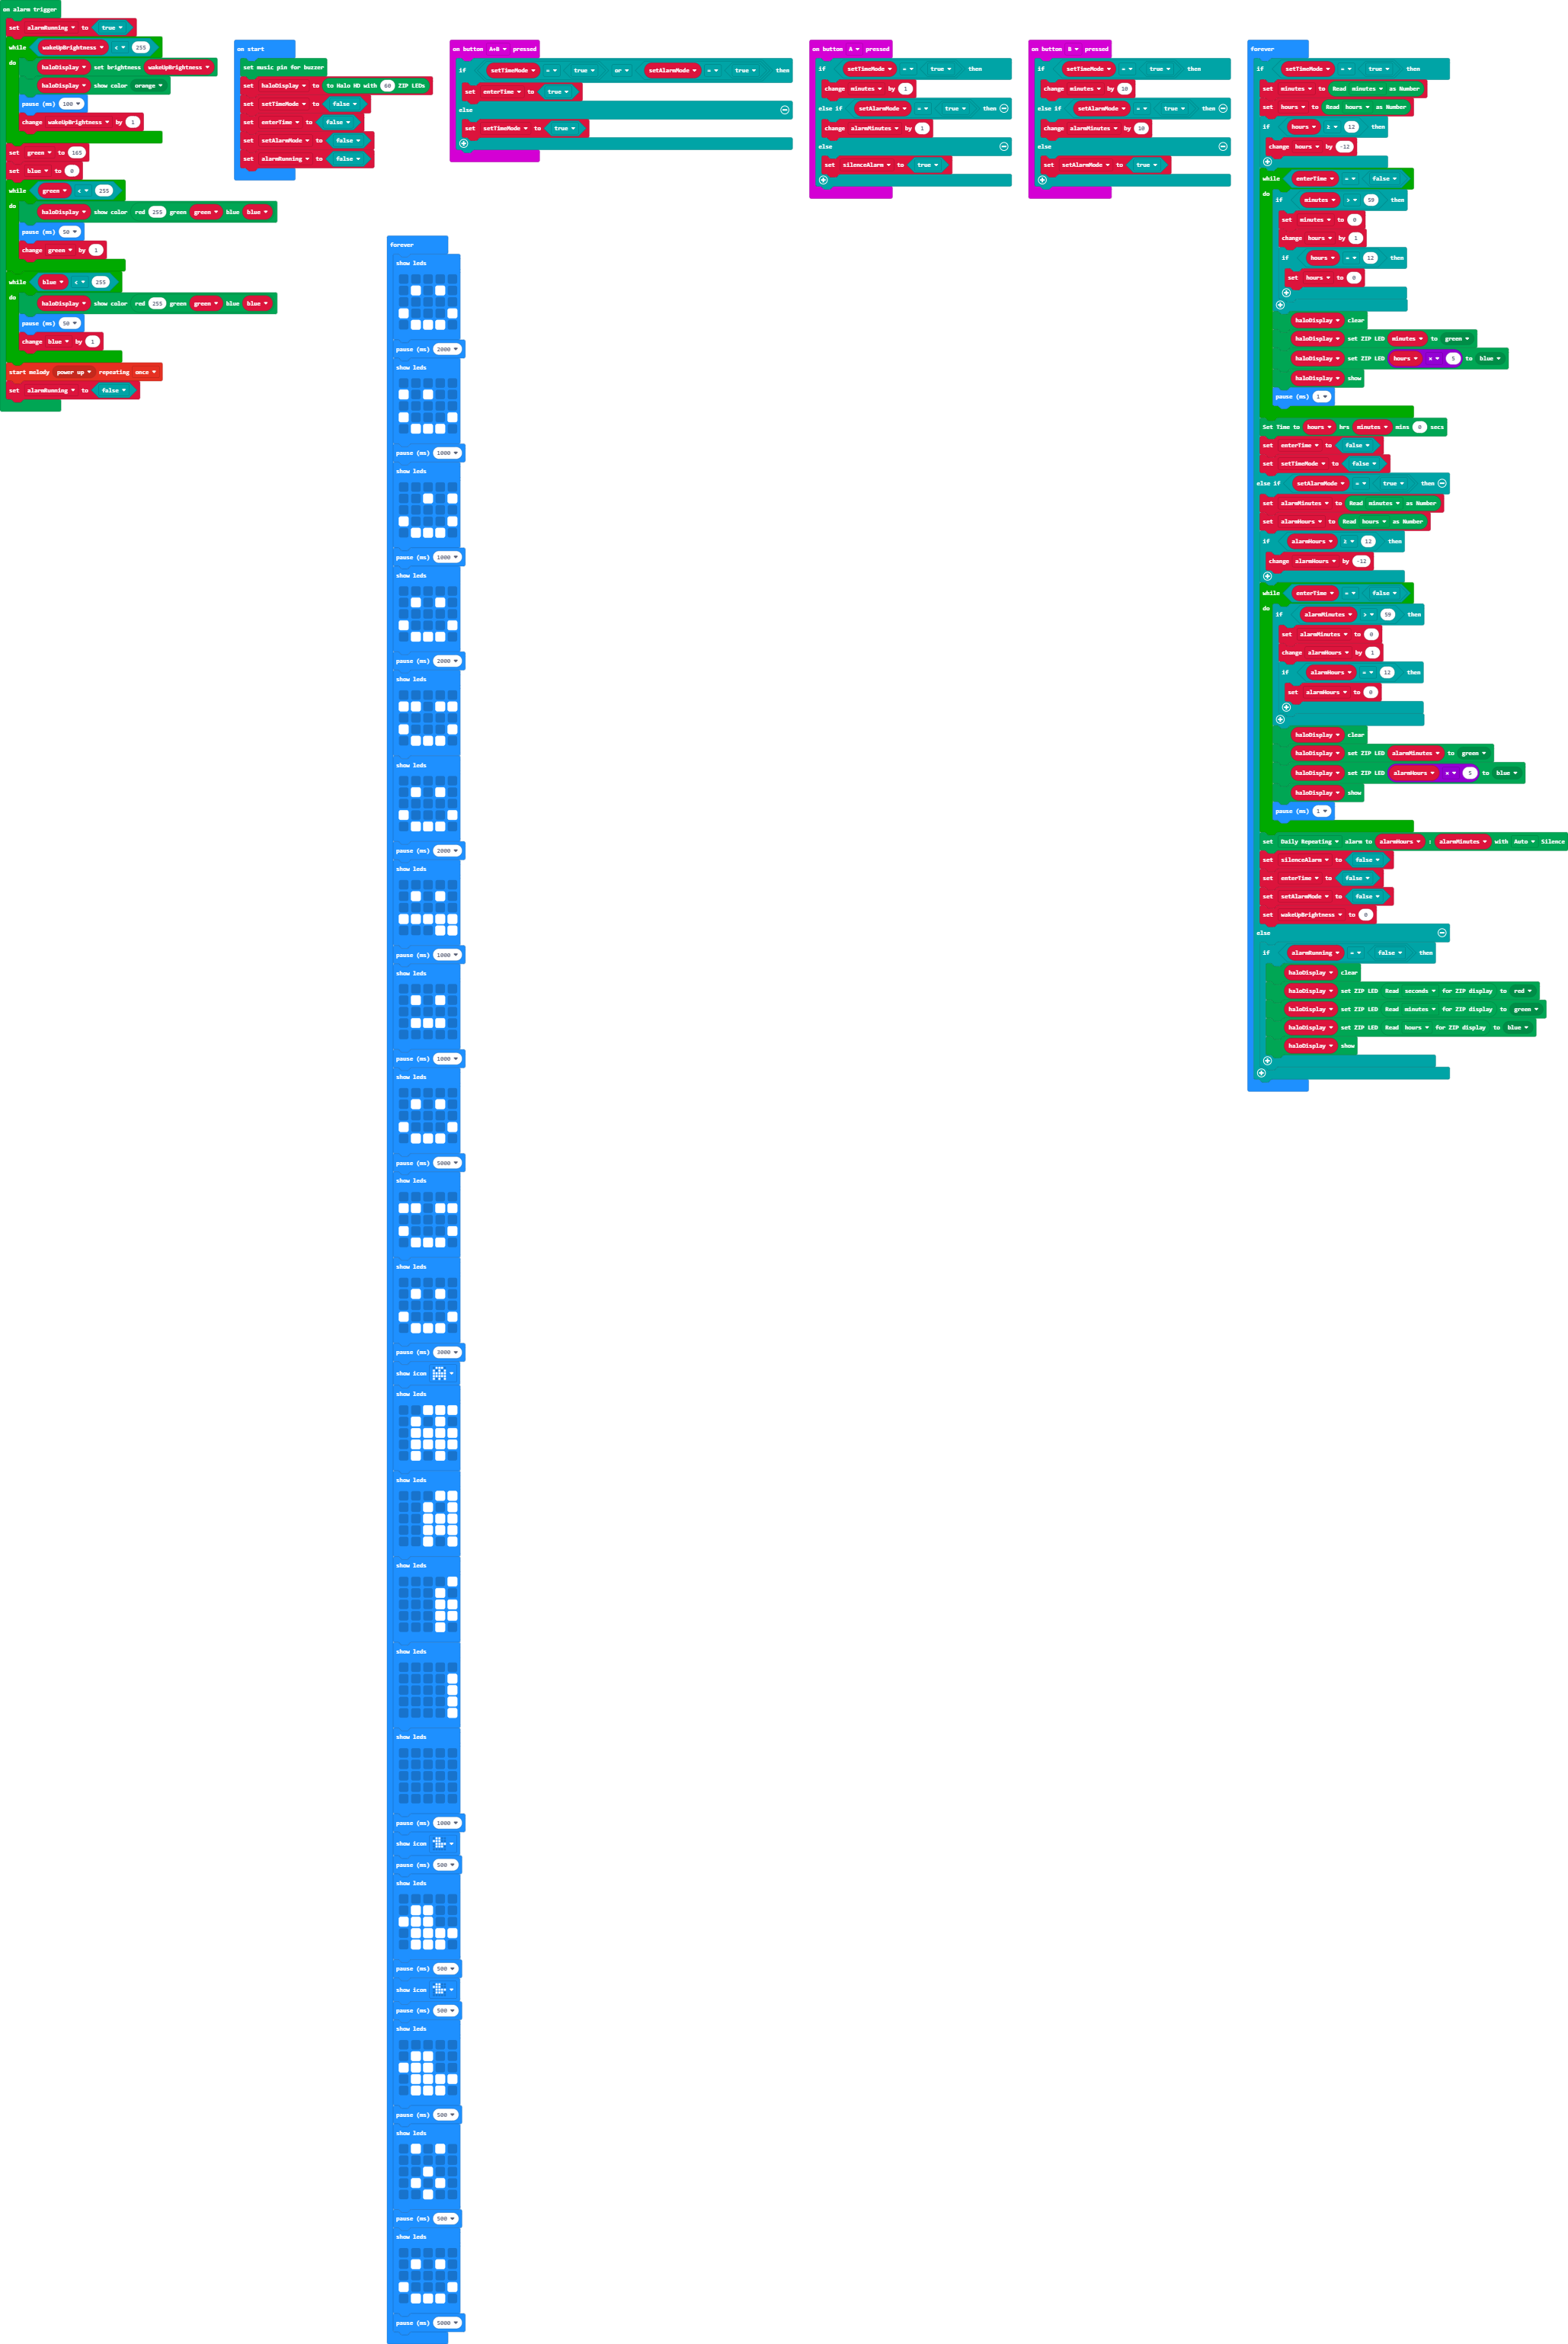 on alarm trigger
set alarmRunning to true
while wakeUpBrightness < 255
do haloDisplay set brightness wakeUpBrightness
haloDisplay show color orange
pause (ms) 100
change wakeUpBrightness by 1
set green to 165
set blue to 0
while green < 255
do haloDisplay show color red 255 green green blue blue
pause (ms) 50
change green by 1
while blue < 255
do haloDisplay show color red 255 green green blue blue
pause (ms) 50
change blue by 1
start melody power up repeating once
set alarmRunning to false
on start
set music pin for buzzer
set haloDisplay to to Halo HD with 60 ZIP LEDs
set setTimeMode to false
set enterTime to false
set setAlarmMode to false
set alarmRunning to false
on button A+B pressed
if setTimeMode = true or setAlarmMode = true then
set enterTime to true
else
set setTimeMode to true
on button A pressed
if setTimeMode = true then
change minutes by 1
else if setAlarmMode = true then
change alarmMinutes by 1
else
set silenceAlarm to true
on button B pressed
if setTimeMode = true then
change minutes by 10
else if setAlarmMode = true then
change alarmMinutes by 10
else
set setAlarmMode to true
forever
show leds
pause (ms) 2000
show leds
pause (ms) 1000
show leds
pause (ms) 1000
show leds
pause (ms) 2000
show leds
show leds
pause (ms) 2000
show leds
pause (ms) 1000
show leds
pause (ms) 1000
show leds
pause (ms) 5000
show leds
show leds
pause (ms) 3000
show icon
show leds
show leds
show leds
show leds
show leds
pause (ms) 1000
show icon
pause (ms) 500
show leds
pause (ms) 500
show icon
pause (ms) 500
show leds
pause (ms) 500
show leds
pause (ms) 500
show leds
pause (ms) 5000
forever
if setTimeMode = true then
set minutes to Read minutes as Number
set hours to Read hours as Number
if hours ≥ 12 then
change hours by -12
while enterTime = false
do if minutes > 59 then
set minutes to 0
change hours by 1
if hours = 12 then
set hours to 0
haloDisplay clear
haloDisplay set ZIP LED minutes to green
haloDisplay set ZIP LED hours × 5 to blue
haloDisplay show
pause (ms) 1
Set Time to hours hrs minutes mins 0 secs
set enterTime to false
set setTimeMode to false
else if setAlarmMode = true then
set alarmMinutes to Read minutes as Number
set alarmHours to Read hours as Number
if alarmHours ≥ 12 then
change alarmHours by -12
while enterTime = false
do if alarmMinutes > 59 then
set alarmMinutes to 0
change alarmHours by 1
if alarmHours = 12 then
set alarmHours to 0
haloDisplay clear
haloDisplay set ZIP LED alarmMinutes to green
haloDisplay set ZIP LED alarmHours × 5 to blue
haloDisplay show
pause (ms) 1
set Daily Repeating alarm to alarmHours : alarmMinutes with Auto Silence
set silenceAlarm to false
set enterTime to false
set setAlarmMode to false
set wakeUpBrightness to 0
else
if alarmRunning = false then
haloDisplay clear
haloDisplay set ZIP LED Read seconds for ZIP display to red
haloDisplay set ZIP LED Read minutes for ZIP display to green
haloDisplay set ZIP LED Read hours for ZIP display to blue
haloDisplay show